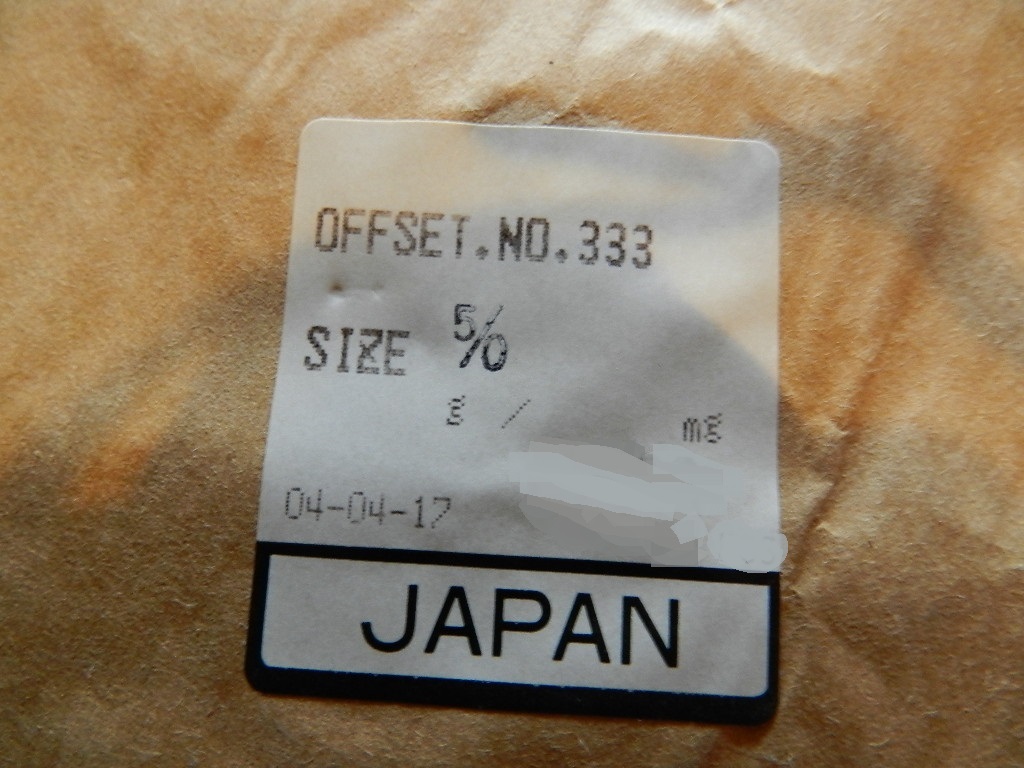 OFFSET.NO.333
SIZE 5/0
g / mg
04-04-17
JAPAN